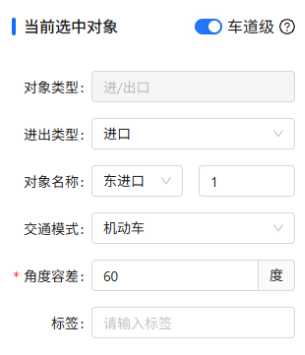 当前选中对象 车道级
对象类型: 进/出口
进出类型: 进口
对象名称: 东进口 1
交通模式: 机动车
* 角度容差: 60 度
标签: 请输入标签